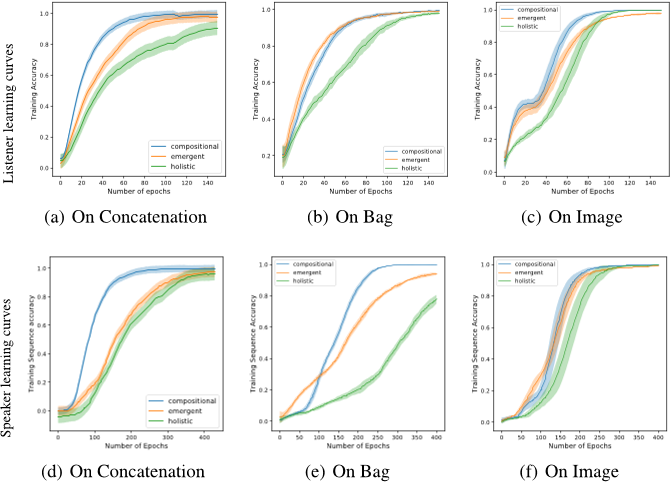 Listener learning curves
Training Accuracy
1.0
0.8
0.6
0.4
0.2
0.0
compositional
emergent
holistic
0 20 40 60 80 100 120 140
Number of epochs
(a) On Concatenation
Training Accuracy
1.0
0.8
0.6
0.4
0.2
compositional
emergent
holistic
0 20 40 60 80 100 120 140
Number of epochs
(b) On Bag
Training Accuracy
1.0
0.8
0.6
0.4
0.2
0.0
compositional
emergent
holistic
0 20 40 60 80 100 120 140
Number of Epochs
(c) On Image
Speaker learning curves
Training Sequence accuracy
1.0
0.8
0.6
0.4
0.2
0.0
compositional
emergent
holistic
0 100 200 300 400
Number of Epochs
(d) On Concatenation
Training Sequence Accuracy
1.0
0.8
0.6
0.4
0.2
0.0
compositional
emergent
holistic
0 50 100 150 200 250 300 350 400
Number of Epochs
(e) On Bag
Training Sequence Accuracy
1.0
0.8
0.6
0.4
0.2
0.0
compositional
emergent
holistic
0 50 100 150 200 250 300 350 400
Number of Epochs
(f) On Image